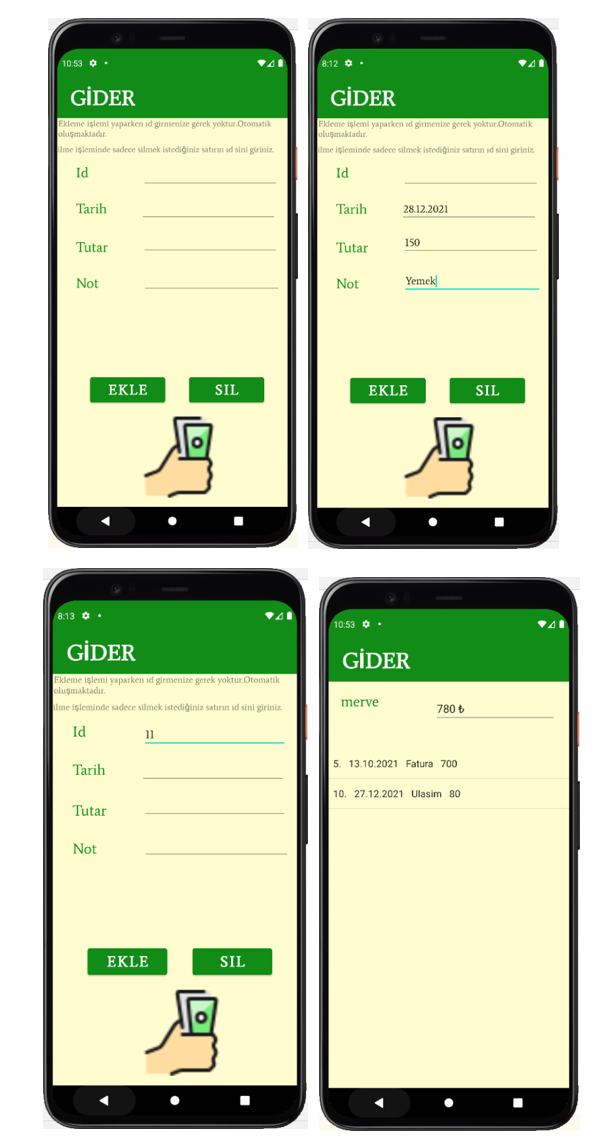 10:53
GİDER
Ekleme işlemi yaparken ıd girmenize gerek yoktur.Otomatik
oluşmaktadır.
ilme işleminde sadece silmek istediğiniz satırın ıd sini giriniz.
Id
Tarih
Tutar
Not
EKLE SIL
8:12
GİDER
Ekleme işlemi yaparken ıd girmenize gerek yoktur.Otomatik
oluşmaktadır.
ilme işleminde sadece silmek istediğiniz satırın ıd sini giriniz.
Id
Tarih 28.12.2021
Tutar 150
Not Yemek
EKLE SIL
8:13
GİDER
Ekleme işlemi yaparken ıd girmenize gerek yoktur.Otomatik
oluşmaktadır.
ilme işleminde sadece silmek istediğiniz satırın ıd sini giriniz.
Id 11
Tarih
Tutar
Not
EKLE SIL
10:53
GİDER
merve 780 ₺
5. 13.10.2021 Fatura 700
10. 27.12.2021 Ulasim 80